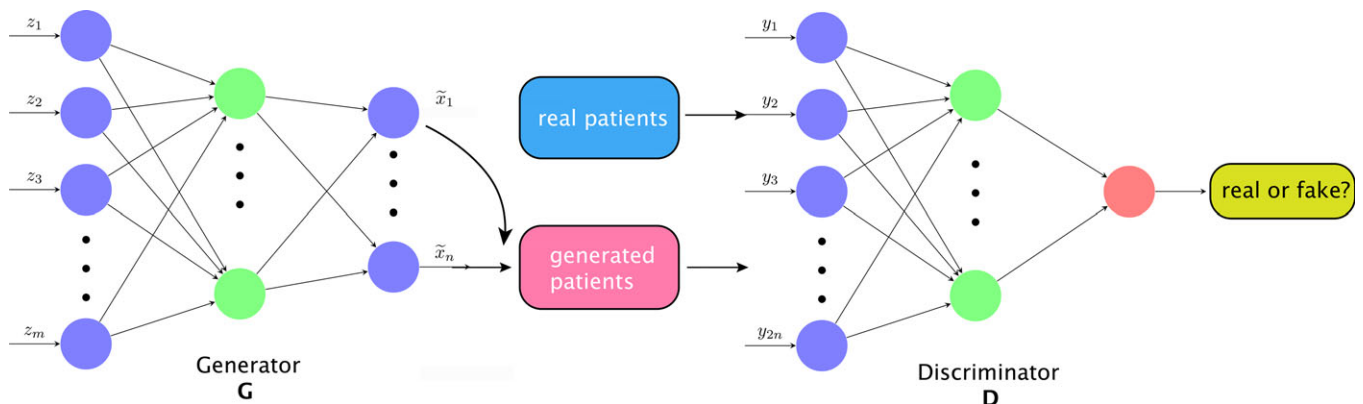 z1
z2
z3
zm
x̃1
x̃n
Generator
G
real patients
generated
patients
y1
y2
y3
y2n
Discriminator
D
real or fake?